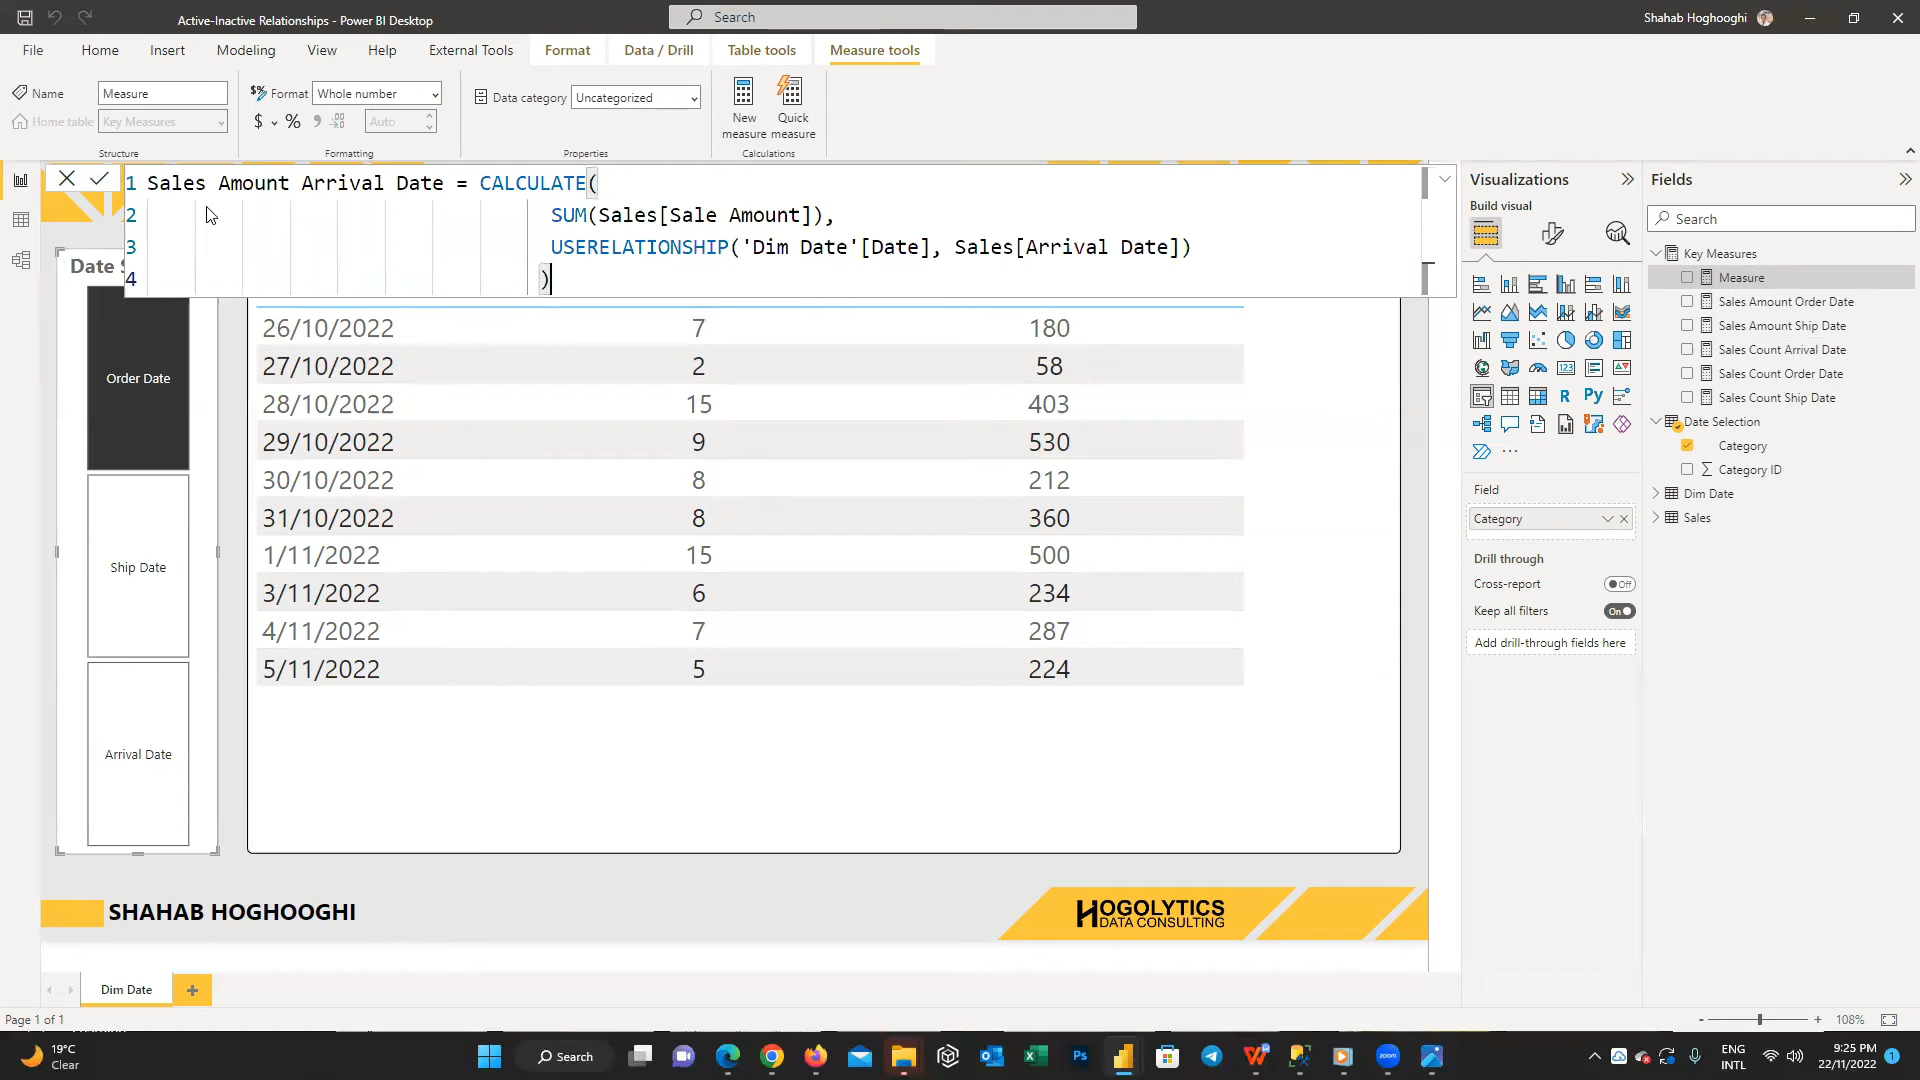 Active-Inactive Relationships - Power BI Desktop
Search
Shahab Hoghooghi
File Home Insert Modeling View Help External Tools Format Data / Drill Table tools Measure tools
Name Measure
Home table Key Measures
Structure
Format Whole number
$ % Auto
Formatting
Data category Uncategorized
Properties
New measure
Quick measure
Calculations
1 Sales Amount Arrival Date = CALCULATE(
2 SUM(Sales[Sale Amount]),
3 USERELATIONSHIP('Dim Date'[Date], Sales[Arrival Date])
4 )
Date S
Order Date
Ship Date
Arrival Date
26/10/2022 7 180
27/10/2022 2 58
28/10/2022 15 403
29/10/2022 9 530
30/10/2022 8 212
31/10/2022 8 360
1/11/2022 15 500
3/11/2022 6 234
4/11/2022 7 287
5/11/2022 5 224
SHAHAB HOGHOOGHI
HOGOLYTICS
DATA CONSULTING
Visualizations
Build visual
R Py
123
Field
Category
Drill through
Cross-report Off
Keep all filters On
Add drill-through fields here
Fields
Search
Key Measures
Measure
Sales Amount Order Date
Sales Amount Ship Date
Sales Count Arrival Date
Sales Count Order Date
Sales Count Ship Date
Date Selection
Category
Category ID
Dim Date
Sales
Dim Date
Page 1 of 1
108%
19°C
Clear
Search
zoom
ENG
INTL
9:25 PM
22/11/2022
1